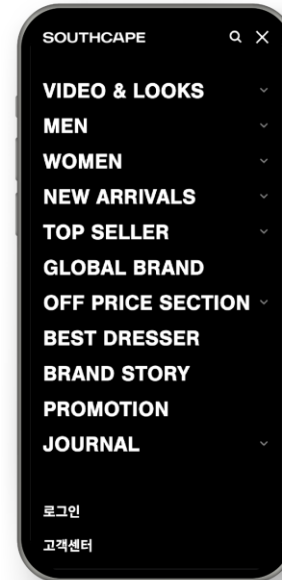 SOUTHCAPE
VIDEO & LOOKS
MEN
WOMEN
NEW ARRIVALS
TOP SELLER
GLOBAL BRAND
OFF PRICE SECTION
BEST DRESSER
BRAND STORY
PROMOTION
JOURNAL
로그인
고객센터